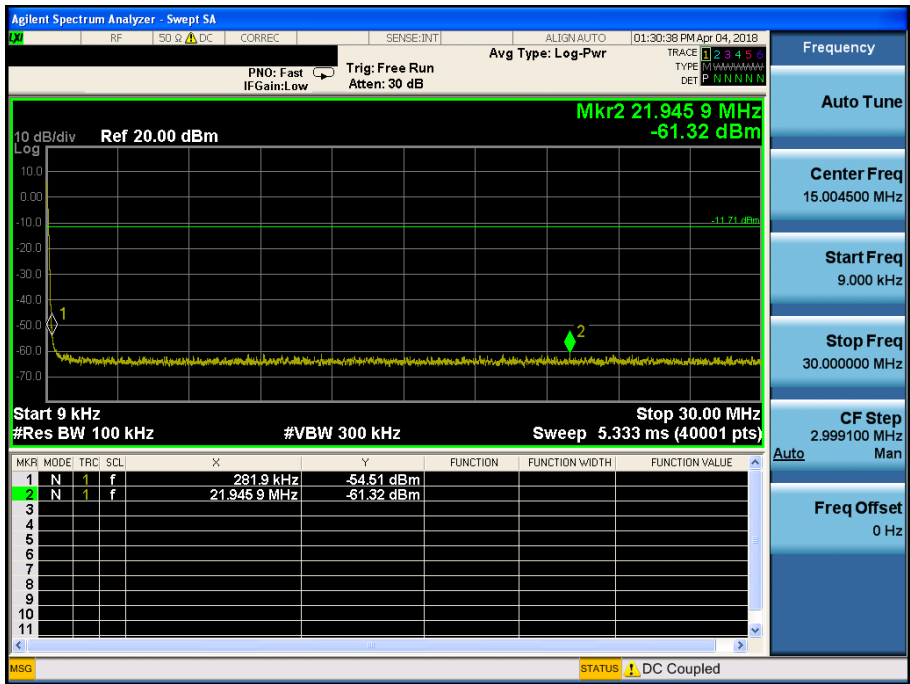 Agilent Spectrum Analyzer - Swept SA
LXI RF 50 Ω DC CORREC SENSE:INT ALIGN AUTO 01:30:38 PM Apr 04, 2018
Frequency
Avg Type: Log-Pwr
TRACE 1 2 3 4 5 6
TYPE M WWWWW
DET P N N N N N
PNO: Fast
IFGain:Low
Trig: Free Run
Atten: 30 dB
Auto Tune
Mkr2 21.945 9 MHz
-61.32 dBm
10 dB/div Ref 20.00 dBm
Log
10.0
0.00
-10.0
-20.0
-30.0
-40.0
-50.0
-60.0
-70.0
-11.71 dBm
1
2
Center Freq
15.004500 MHz
Start Freq
9.000 kHz
Stop Freq
30.000000 MHz
Start 9 kHz Stop 30.00 MHz
#Res BW 100 kHz #VBW 300 kHz Sweep 5.333 ms (40001 pts)
CF Step
2.999100 MHz
Auto Man
Freq Offset
0 Hz
MKR MODE TRC SCL X Y FUNCTION FUNCTION WIDTH FUNCTION VALUE
1 N 1 f 281.9 kHz -54.51 dBm
2 N 1 f 21.945 9 MHz -61.32 dBm
3
4
5
6
7
8
9
10
11
MSG STATUS DC Coupled